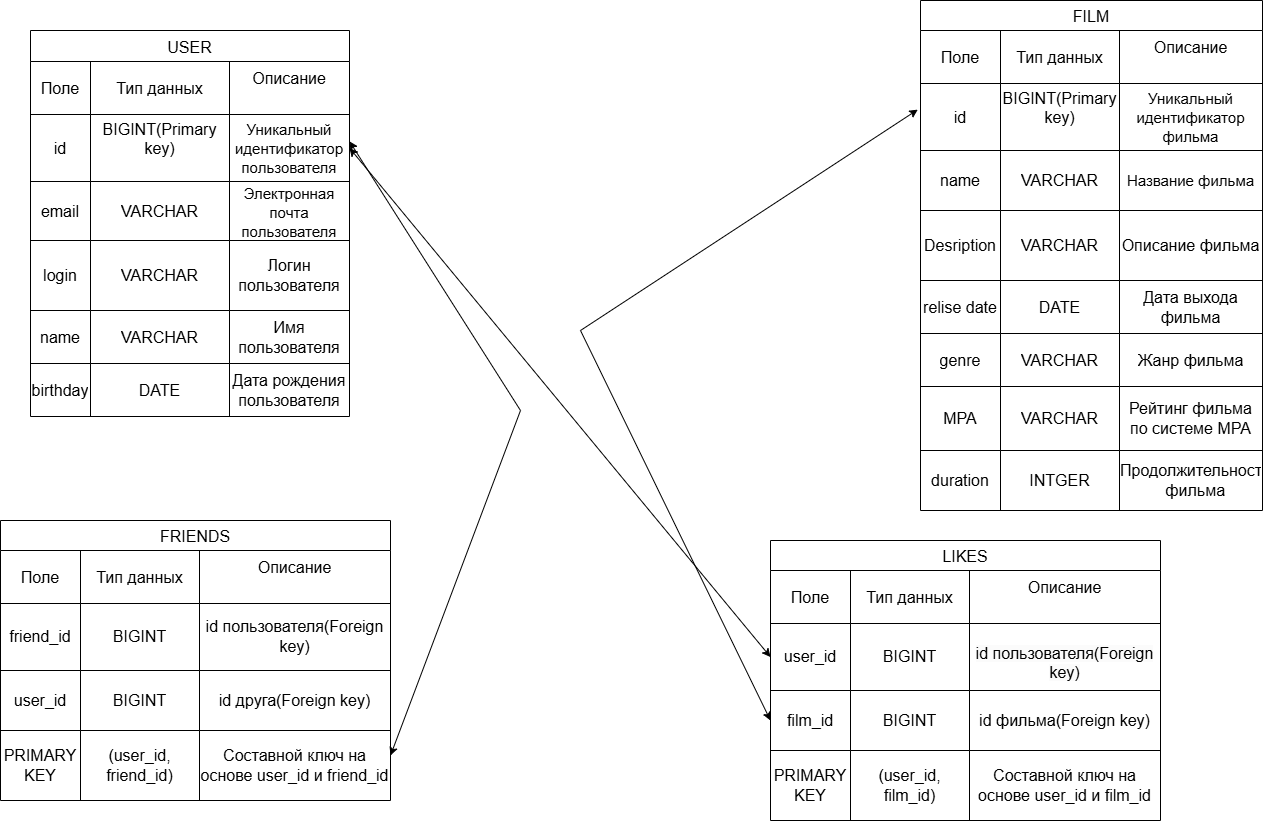 USER
Поле
Тип данных
Описание
id
BIGINT(Primary
key)
Уникальный
идентификатор
пользователя
email
VARCHAR
Электронная
почта
пользователя
login
VARCHAR
Логин
пользователя
name
VARCHAR
Имя
пользователя
birthday
DATE
Дата рождения
пользователя
FILM
Поле
Тип данных
Описание
id
BIGINT(Primary
key)
Уникальный
идентификатор
фильма
name
VARCHAR
Название фильма
Desription
VARCHAR
Описание фильма
relise date
DATE
Дата выхода
фильма
genre
VARCHAR
Жанр фильма
MPA
VARCHAR
Рейтинг фильма
по системе MPA
duration
INTGER
Продолжительност
фильма
FRIENDS
Поле
Тип данных
Описание
friend_id
BIGINT
id пользователя(Foreign
key)
user_id
BIGINT
id друга(Foreign key)
PRIMARY
KEY
(user_id,
friend_id)
Составной ключ на
основе user_id и friend_id
LIKES
Поле
Тип данных
Описание
user_id
BIGINT
id пользователя(Foreign
key)
film_id
BIGINT
id фильма(Foreign key)
PRIMARY
KEY
(user_id,
film_id)
Составной ключ на
основе user_id и film_id